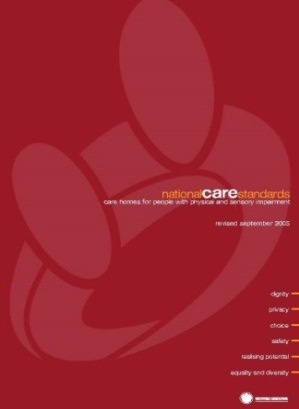 nationalcarestandards
care homes for people with physical and sensory impairment
revised september 2005
dignity
privacy
choice
safety
realising potential
equality and diversity